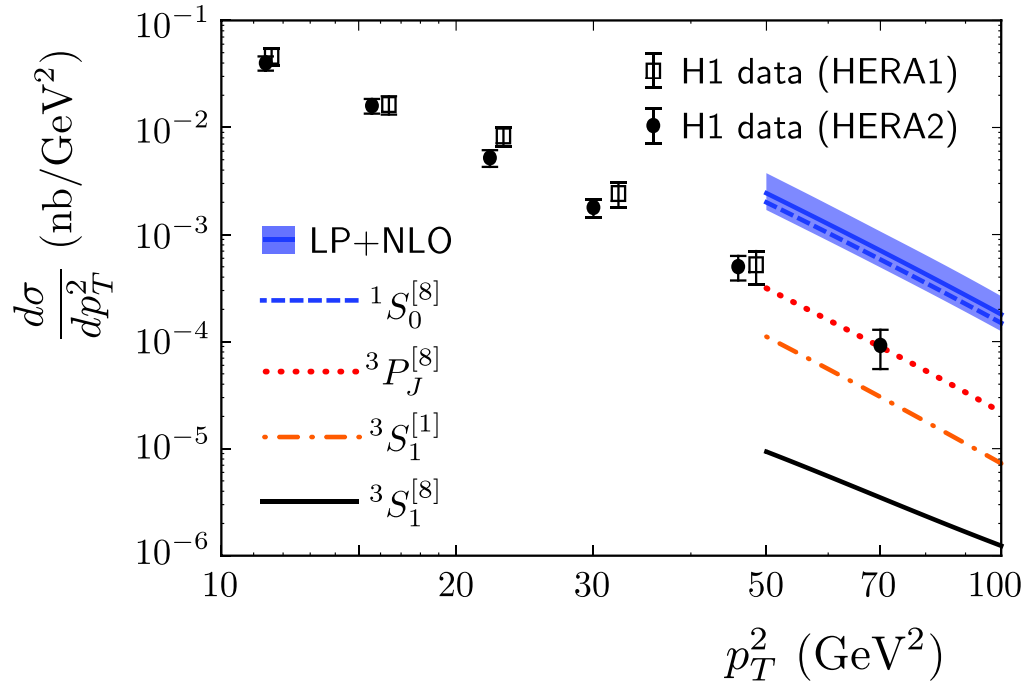 dσ/dp_T^2 (nb/GeV^2)
10^-1
10^-2
10^-3
10^-4
10^-5
10^-6
H1 data (HERA1)
H1 data (HERA2)
LP+NLO
^1S_0^[8]
^3P_J^[8]
^3S_1^[1]
^3S_1^[8]
10 20 30 50 70 100
p_T^2 (GeV^2)